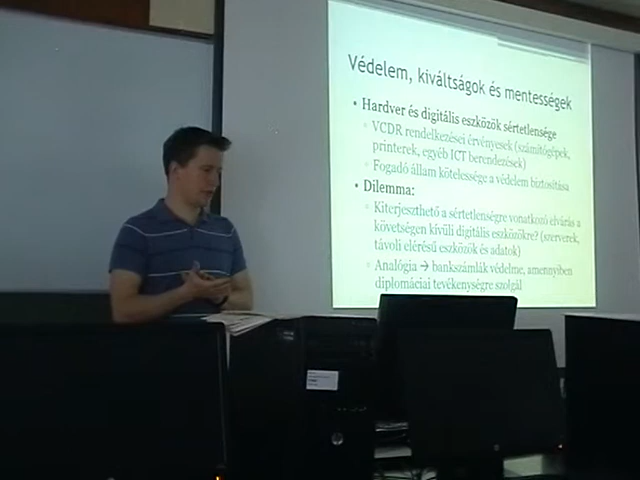 Védelem, kiváltságok és mentességek
• Hardver és digitális eszközök sértetlensége
▫ VCDR rendelkezései érvényesek (számítógépek,
printerek, egyéb ICT berendezések)
▫ Fogadó állam kötelessége a védelem biztosítása
• Dilemma:
▫ Kiterjeszthető a sértetlenségre vonatkozó elvárás a
követségen kívüli digitális eszközökre? (szerverek,
távoli elérésű eszközök és adatok)
▫ Analógia → bankszámlák védelme, amennyiben
diplomáciai tevékenységre szolgál